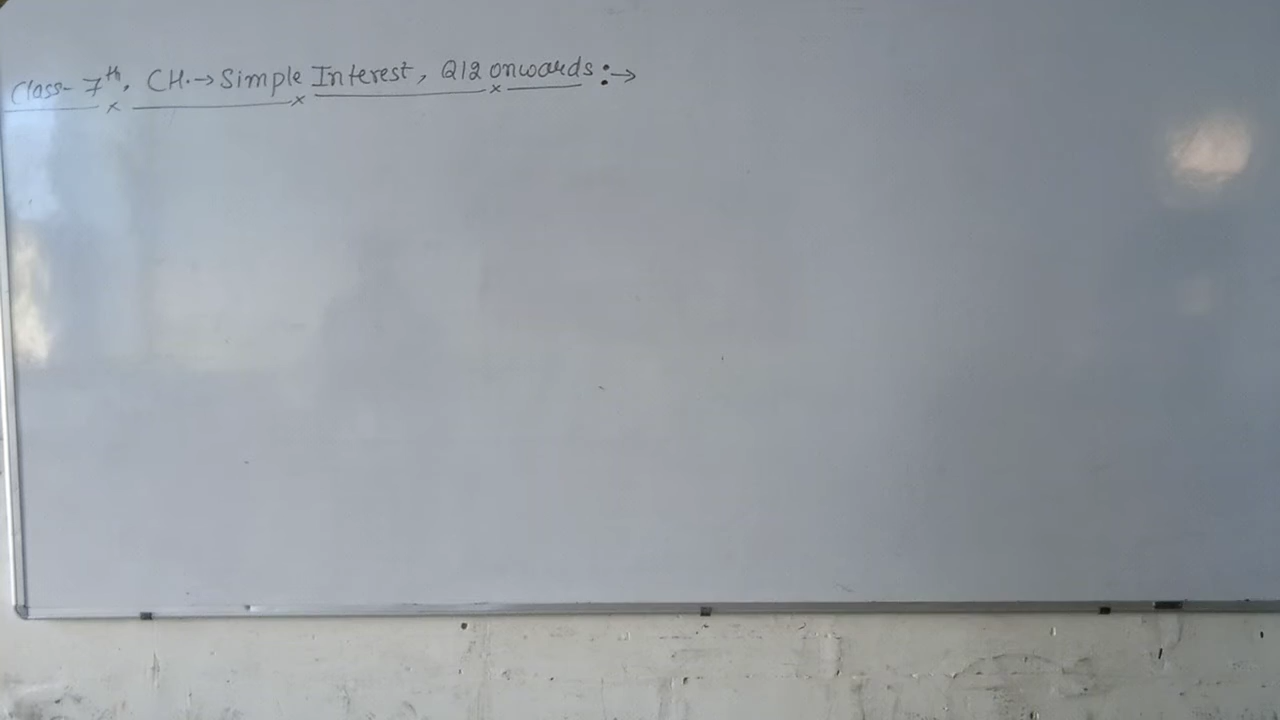 Class- 7th, CH.→ Simple Interest, Q12 onwards :→